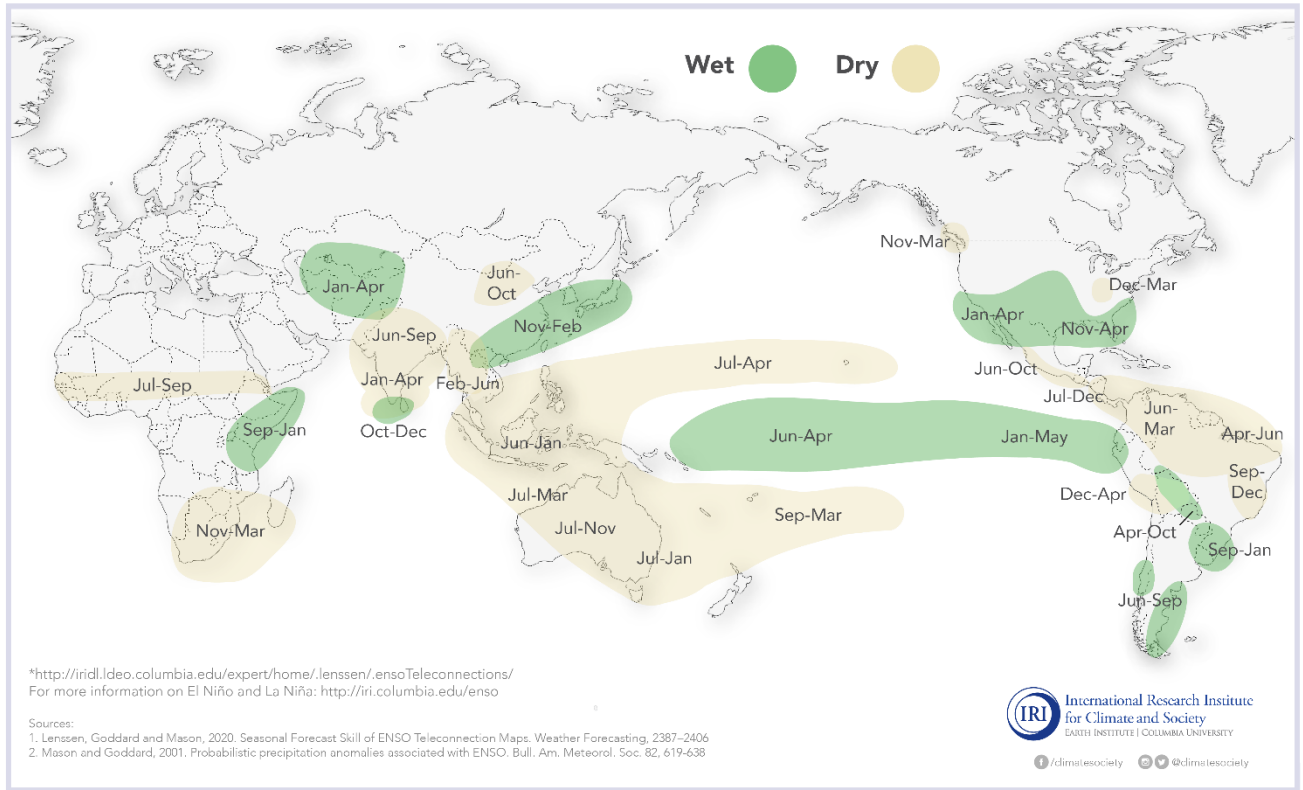 Wet
Dry
Nov-Mar
Jun-
Oct
Jan-Apr
Dec-Mar
Jan-Apr
Nov-Feb
Nov-Apr
Jun-Sep
Jul-Apr
Jun-Oct
Jul-Sep
Jan-Apr
Feb-Jun
Jul-Dec
Jun-
Mar
Sep-Jan
Oct-Dec
Jun-Jan
Jun-Apr
Jan-May
Apr-Jun
Sep-
Dec
Jul-Mar
Dec-Apr
Nov-Mar
Jul-Nov
Sep-Mar
Apr-Oct
Jul-Jan
Sep-Jan
Jun-Sep
*http://iridl.ldeo.columbia.edu/expert/home/.lenssen/.ensoTeleconnections/
For more information on El Niño and La Niña: http://iri.columbia.edu/enso
Sources:
1. Lenssen, Goddard and Mason, 2020. Seasonal Forecast Skill of ENSO Teleconnection Maps. Weather Forecasting, 2387–2406
2. Mason and Goddard, 2001. Probabilistic precipitation anomalies associated with ENSO. Bull. Am. Meteorol. Soc. 82, 619-638
IRI
International Research Institute
for Climate and Society
EARTH INSTITUTE | COLUMBIA UNIVERSITY
/climatesociety
@climatesociety